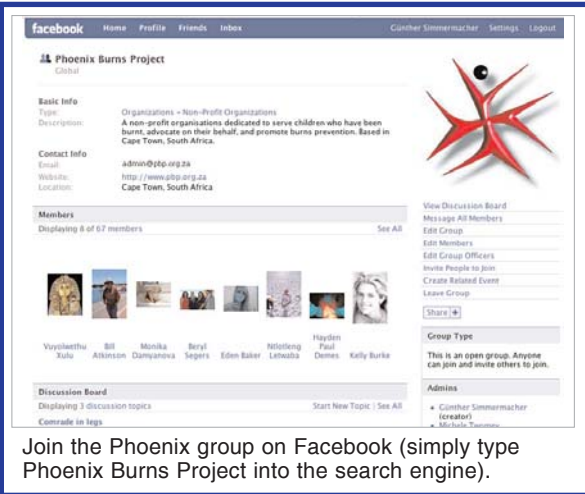 facebook Home Profile Friends Inbox Günther Simmermacher Settings Logout
Phoenix Burns Project
Global
Basic Info
Type: Organizations - Non-Profit Organizations
Description: A non-profit organisations dedicated to serve children who have been
burnt, advocate on their behalf, and promote burns prevention. Based in
Cape Town, South Africa.
Contact Info
Email: admin@pbp.org.za
Website: http://www.pbp.org.za
Location: Cape Town, South Africa
Members
Displaying 8 of 67 members See All
Vuyolwethu Xulu
Bill Atkinson
Monika Damyanova
Beryl Segers
Eden Baker
Ntlotleng Letwaba
Hayden Paul Demes
Kelly Burke
Discussion Board
Displaying 3 discussion topics Start New Topic | See All
Comrade in legs
View Discussion Board
Message All Members
Edit Group
Edit Members
Edit Group Officers
Invite People to Join
Create Related Event
Leave Group
Share +
Group Type
This is an open group. Anyone
can join and invite others to join.
Admins
• Günther Simmermacher
(creator)
• Michele
Join the Phoenix group on Facebook (simply type
Phoenix Burns Project into the search engine).